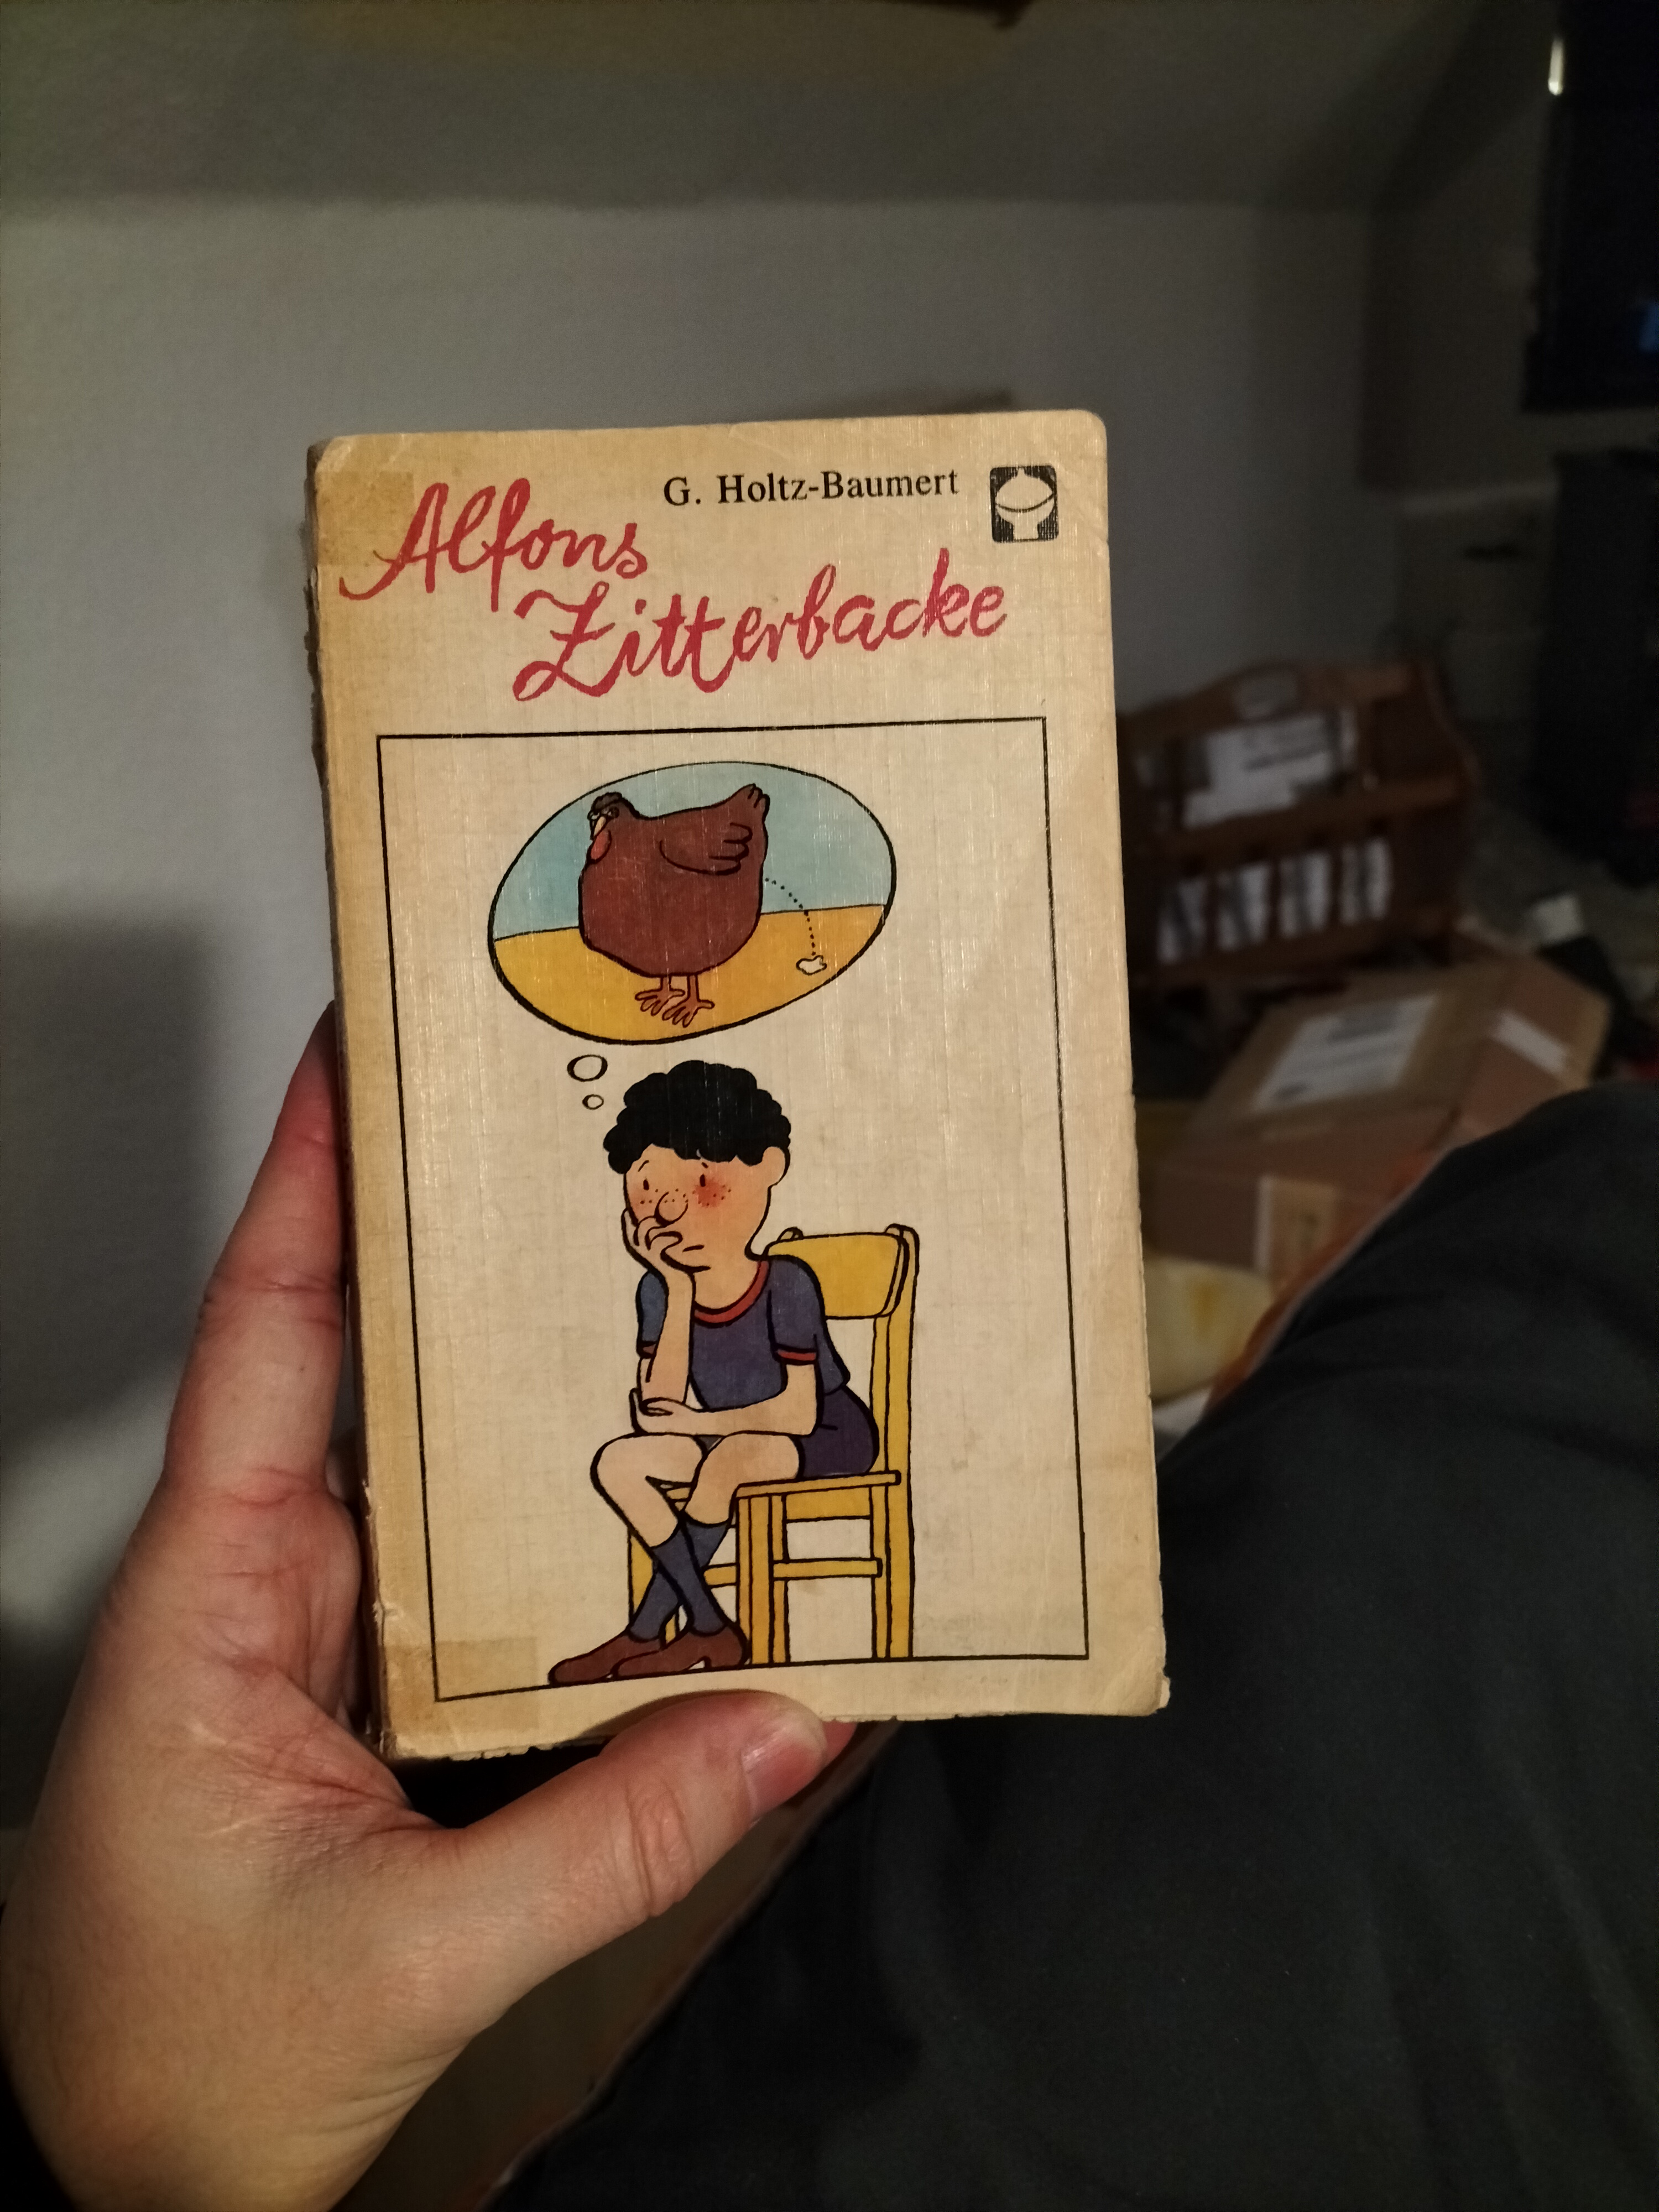 G. Holtz-Baumert
Alfons
Zitterbacke